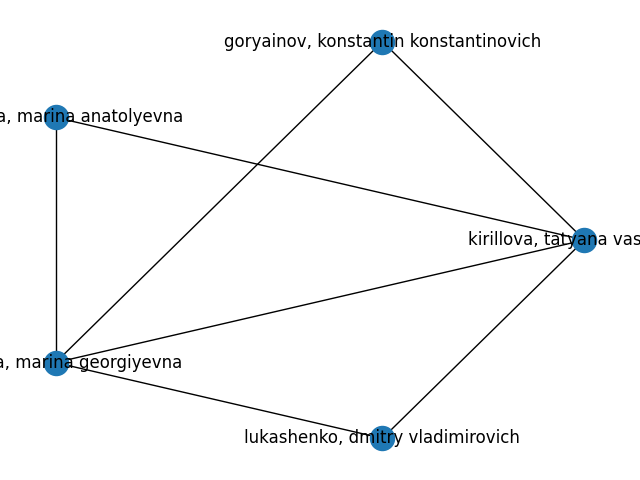 goryainov, konstantin konstantinovich
a, marina anatolyevna
kirillova, tatyana vas
a, marina georgiyevna
lukashenko, dmitry vladimirovich